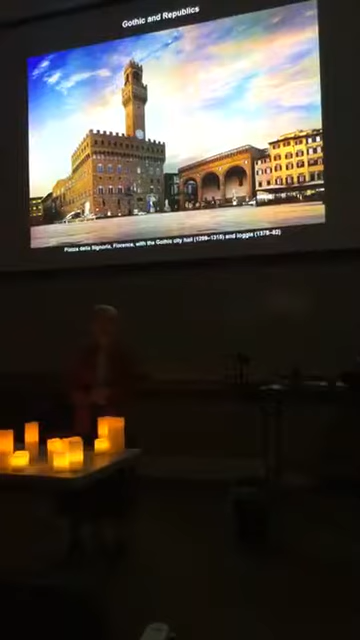 Gothic and Republics
Piazza della Signoria, Florence, with the Gothic city hall (1299–1315) and loggia (1376–82)